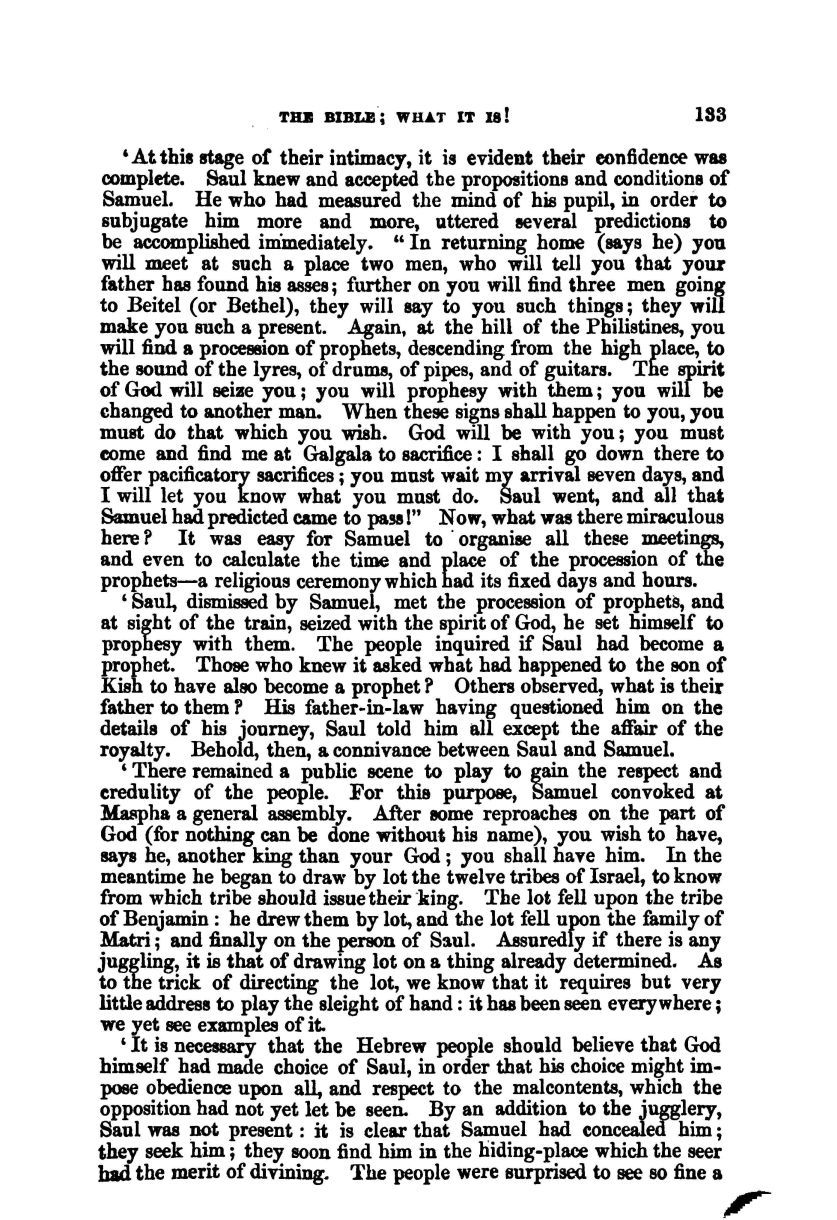 THE BIBLE; WHAT IT IS! 133
‘At this stage of their intimacy, it is evident their confidence was
complete. Saul knew and accepted the propositions and conditions of
Samuel. He who had measured the mind of his pupil, in order to
subjugate him more and more, uttered several predictions to
be accomplished immediately. “In returning home (says he) you
will meet at such a place two men, who will tell you that your
father has found his asses; further on you will find three men going
to Beitel (or Bethel), they will say to you such things; they will
make you such a present. Again, at the hill of the Philistines, you
will find a procession of prophets, descending from the high place, to
the sound of the lyres, of drums, of pipes, and of guitars. The spirit
of God will seize you; you will prophesy with them; you will be
changed to another man. When these signs shall happen to you, you
must do that which you wish. God will be with you; you must
come and find me at Galgala to sacrifice: I shall go down there to
offer pacificatory sacrifices; you must wait my arrival seven days, and
I will let you know what you must do. Saul went, and all that
Samuel had predicted came to pass!” Now, what was there miraculous
here? It was easy for Samuel to organise all these meetings,
and even to calculate the time and place of the procession of the
prophets—a religious ceremony which had its fixed days and hours.
‘Saul, dismissed by Samuel, met the procession of prophets, and
at sight of the train, seized with the spirit of God, he set himself to
prophesy with them. The people inquired if Saul had become a
prophet. Those who knew it asked what had happened to the son of
Kish to have also become a prophet? Others observed, what is their
father to them? His father-in-law having questioned him on the
details of his journey, Saul told him all except the affair of the
royalty. Behold, then, a connivance between Saul and Samuel.
‘There remained a public scene to play to gain the respect and
credulity of the people. For this purpose, Samuel convoked at
Maspha a general assembly. After some reproaches on the part of
God (for nothing can be done without his name), you wish to have,
says he, another king than your God; you shall have him. In the
meantime he began to draw by lot the twelve tribes of Israel, to know
from which tribe should issue their king. The lot fell upon the tribe
of Benjamin: he drew them by lot, and the lot fell upon the family of
Matri; and finally on the person of Saul. Assuredly if there is any
juggling, it is that of drawing lot on a thing already determined. As
to the trick of directing the lot, we know that it requires but very
little address to play the sleight of hand: it has been seen everywhere;
we yet see examples of it.
‘It is necessary that the Hebrew people should believe that God
himself had made choice of Saul, in order that his choice might im-
pose obedience upon all, and respect to the malcontents, which the
opposition had not yet let be seen. By an addition to the jugglery,
Saul was not present: it is clear that Samuel had concealed him;
they seek him; they soon find him in the hiding-place which the seer
had the merit of divining. The people were surprised to see so fine a